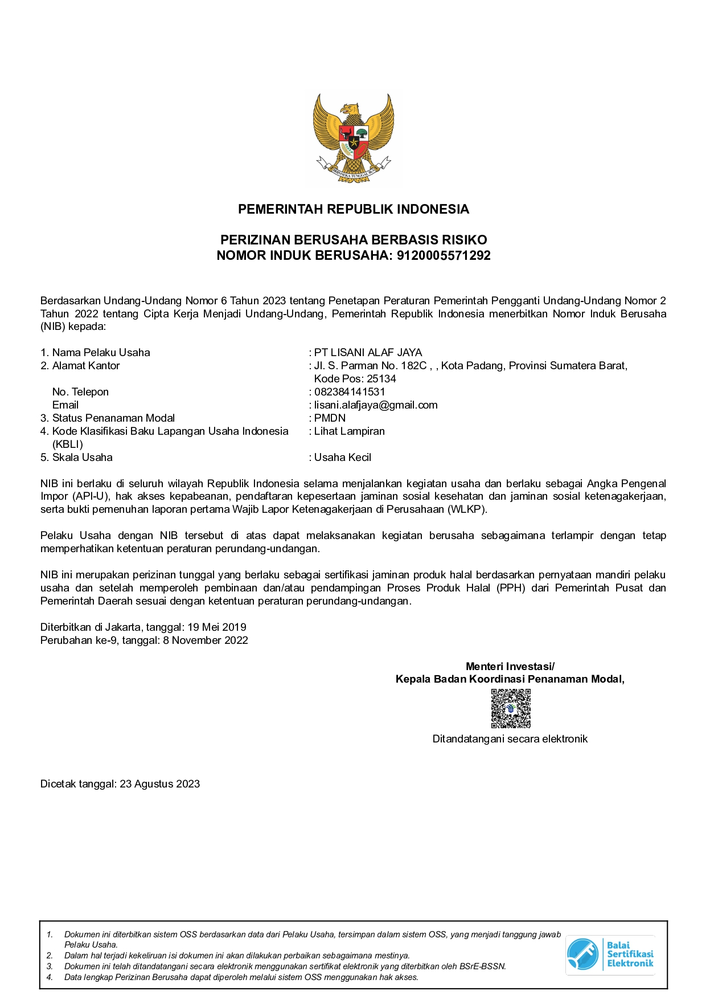 BHINNEKA TUNGGAL IKA
PEMERINTAH REPUBLIK INDONESIA
PERIZINAN BERUSAHA BERBASIS RISIKO
NOMOR INDUK BERUSAHA: 9120005571292
Berdasarkan Undang-Undang Nomor 6 Tahun 2023 tentang Penetapan Peraturan Pemerintah Pengganti Undang-Undang Nomor 2
Tahun 2022 tentang Cipta Kerja Menjadi Undang-Undang, Pemerintah Republik Indonesia menerbitkan Nomor Induk Berusaha
(NIB) kepada:
1. Nama Pelaku Usaha : PT LISANI ALAF JAYA
2. Alamat Kantor : Jl. S. Parman No. 182C , , Kota Padang, Provinsi Sumatera Barat,
Kode Pos: 25134
No. Telepon : 082384141531
Email : lisani.alafjaya@gmail.com
3. Status Penanaman Modal : PMDN
4. Kode Klasifikasi Baku Lapangan Usaha Indonesia : Lihat Lampiran
(KBLI)
5. Skala Usaha : Usaha Kecil
NIB ini berlaku di seluruh wilayah Republik Indonesia selama menjalankan kegiatan usaha dan berlaku sebagai Angka Pengenal
Impor (API-U), hak akses kepabeanan, pendaftaran kepesertaan jaminan sosial kesehatan dan jaminan sosial ketenagakerjaan,
serta bukti pemenuhan laporan pertama Wajib Lapor Ketenagakerjaan di Perusahaan (WLKP).
Pelaku Usaha dengan NIB tersebut di atas dapat melaksanakan kegiatan berusaha sebagaimana terlampir dengan tetap
memperhatikan ketentuan peraturan perundang-undangan.
NIB ini merupakan perizinan tunggal yang berlaku sebagai sertifikasi jaminan produk halal berdasarkan pernyataan mandiri pelaku
usaha dan setelah memperoleh pembinaan dan/atau pendampingan Proses Produk Halal (PPH) dari Pemerintah Pusat dan
Pemerintah Daerah sesuai dengan ketentuan peraturan perundang-undangan.
Diterbitkan di Jakarta, tanggal: 19 Mei 2019
Perubahan ke-9, tanggal: 8 November 2022
Menteri Investasi/
Kepala Badan Koordinasi Penanaman Modal,
Ditandatangani secara elektronik
Dicetak tanggal: 23 Agustus 2023
1. Dokumen ini diterbitkan sistem OSS berdasarkan data dari Pelaku Usaha, tersimpan dalam sistem OSS, yang menjadi tanggung jawab
Pelaku Usaha.
2. Dalam hal terjadi kekeliruan isi dokumen ini akan dilakukan perbaikan sebagaimana mestinya.
3. Dokumen ini telah ditandatangani secara elektronik menggunakan sertifikat elektronik yang diterbitkan oleh BSrE-BSSN.
4. Data lengkap Perizinan Berusaha dapat diperoleh melalui sistem OSS menggunakan hak akses.
Balai
Sertifikasi
Elektronik